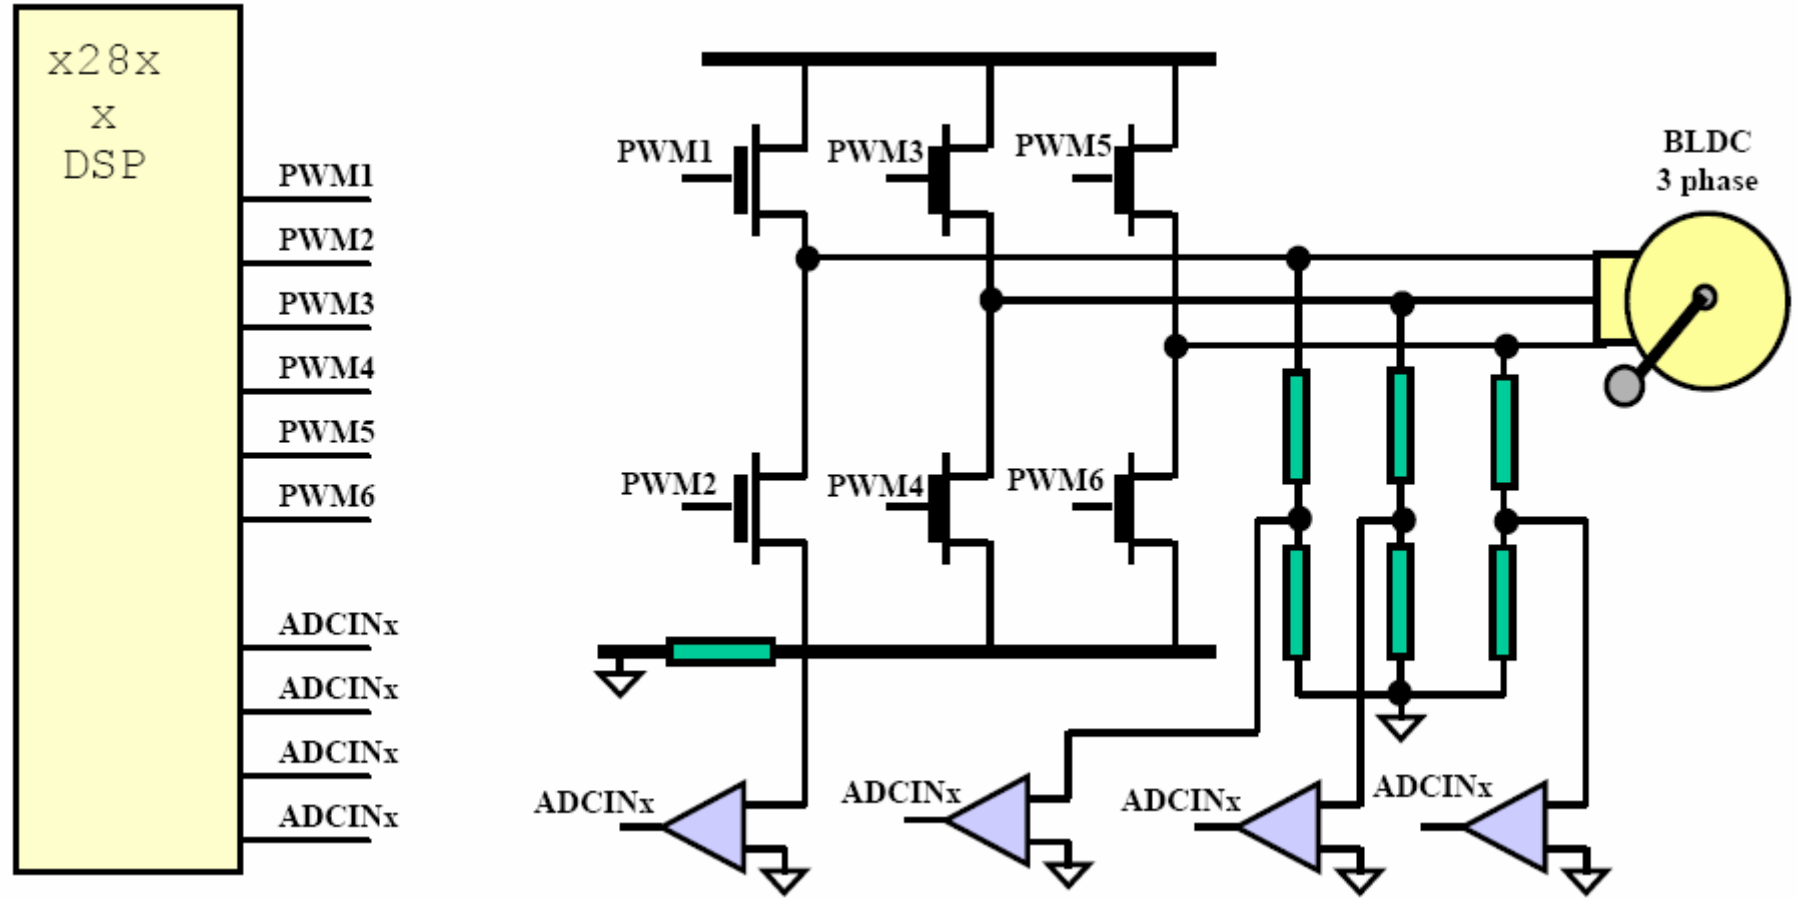 x28x
x
DSP
PWM1
PWM2
PWM3
PWM4
PWM5
PWM6
ADCINx
ADCINx
ADCINx
ADCINx
PWM1
PWM3
PWM5
PWM2
PWM4
PWM6
BLDC
3 phase
ADCINx
ADCINx
ADCINx
ADCINx